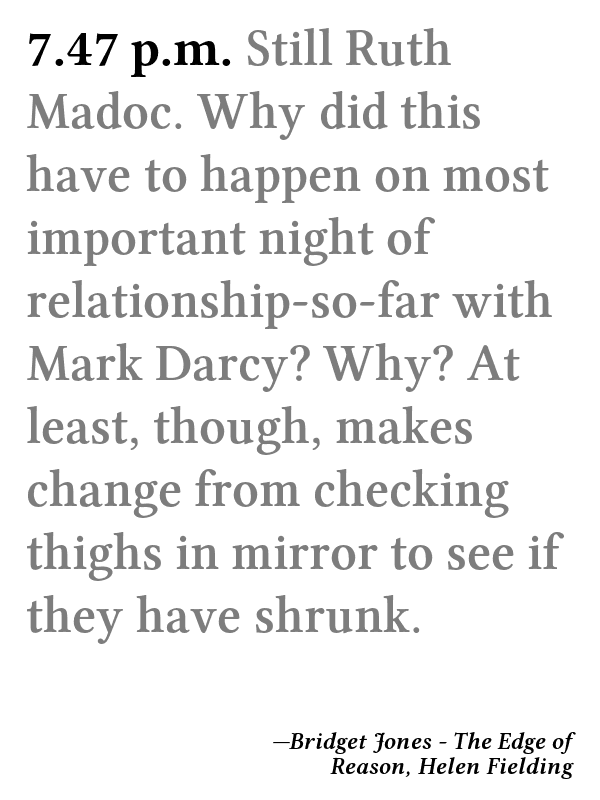 7.47 p.m. Still Ruth
Madoc. Why did this
have to happen on most
important night of
relationship-so-far with
Mark Darcy? Why? At
least, though, makes
change from checking
thighs in mirror to see if
they have shrunk.
—Bridget Jones - The Edge of
Reason, Helen Fielding